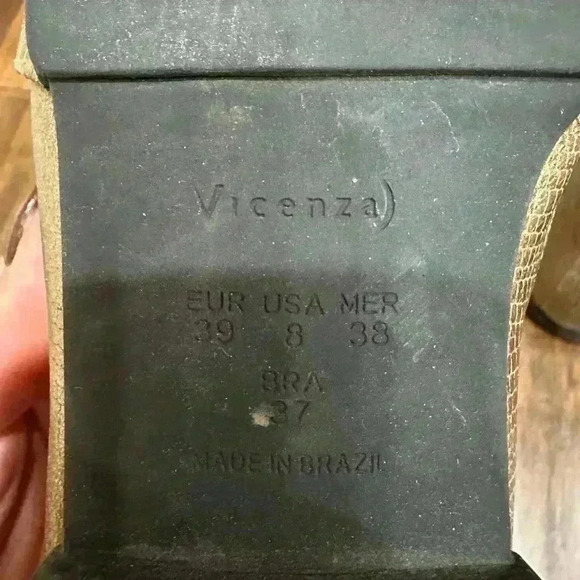 Vicenza)
EUR USA MER
39 8 38
BRA
37
MADE IN BRAZIL